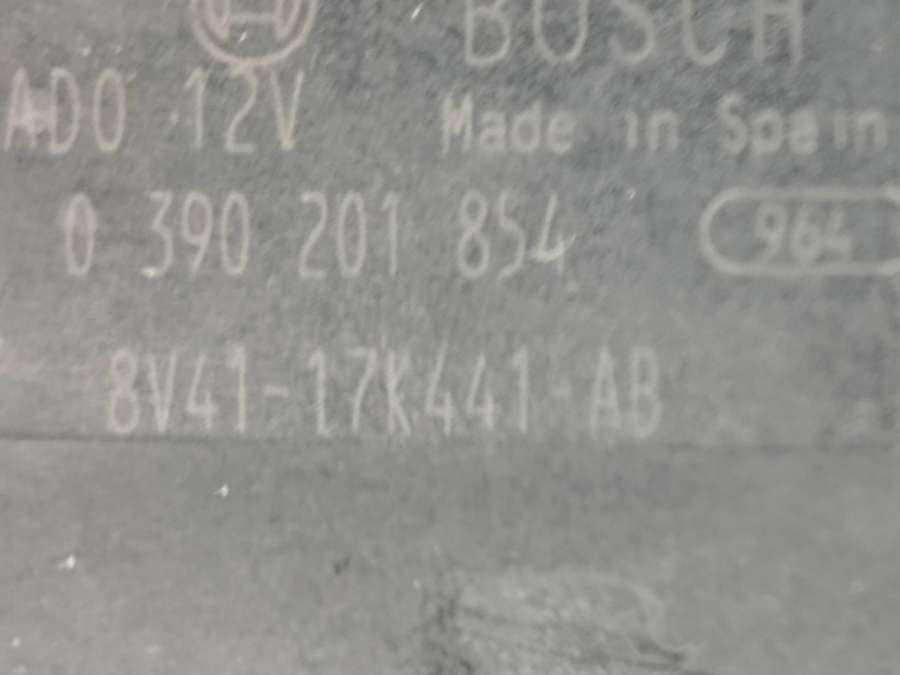 BOSCH
ADO 12V Made in Spain
0 390 201 854 964
8V41-17K441-AB